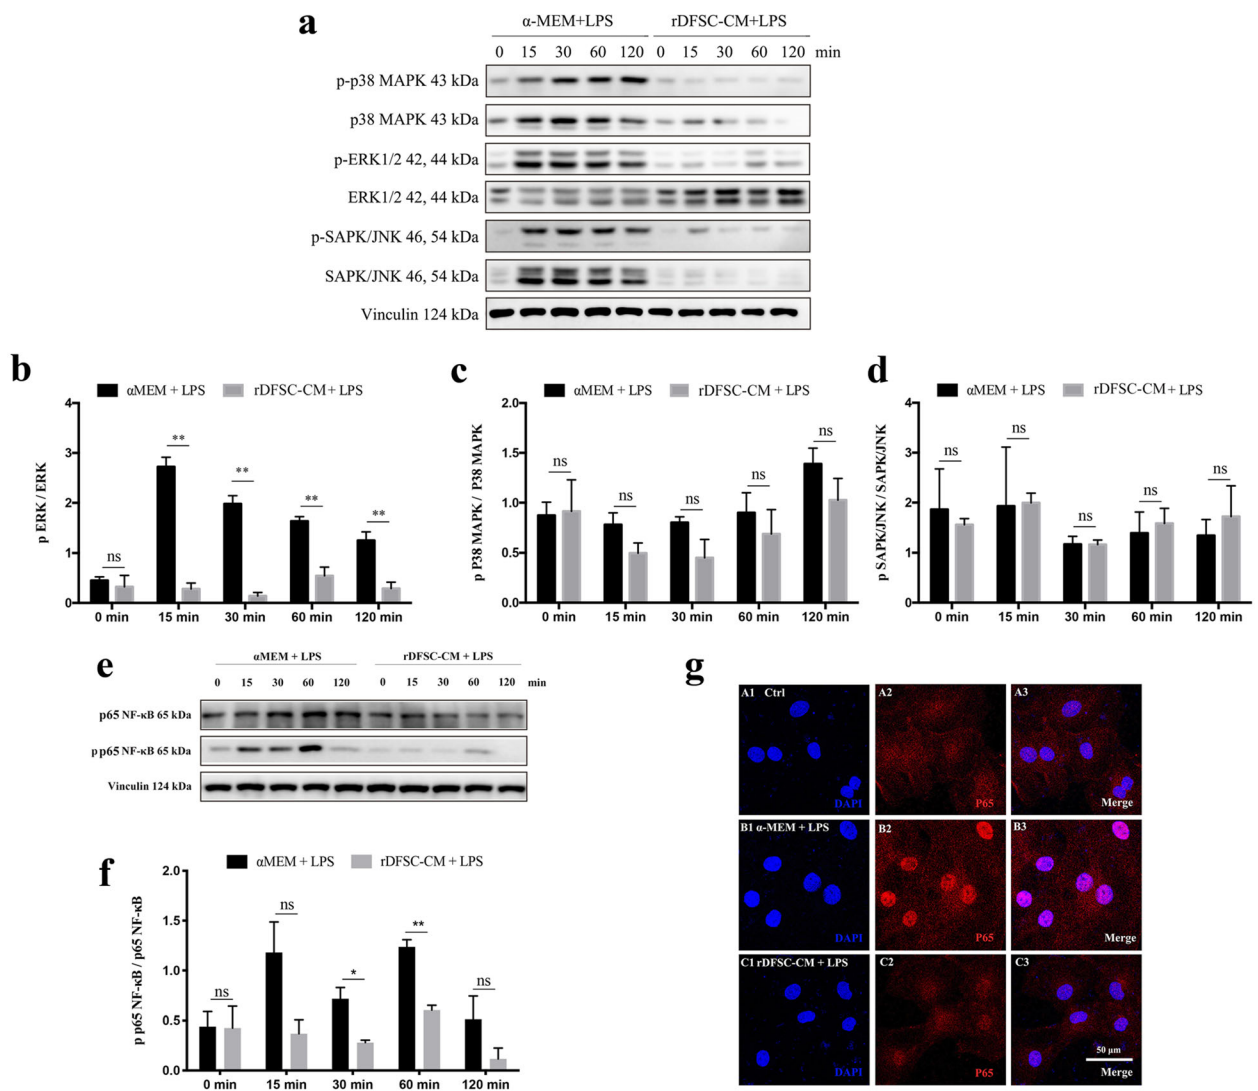 a
α-MEM+LPS rDFSC-CM+LPS
0 15 30 60 120 0 15 30 60 120 min
p-p38 MAPK 43 kDa
p38 MAPK 43 kDa
p-ERK1/2 42, 44 kDa
ERK1/2 42, 44 kDa
p-SAPK/JNK 46, 54 kDa
SAPK/JNK 46, 54 kDa
Vinculin 124 kDa
b
αMEM + LPS rDFSC-CM + LPS
p ERK / ERK
4
3
2
1
0
ns ** ** ** **
0 min 15 min 30 min 60 min 120 min
c
αMEM + LPS rDFSC-CM + LPS
p P38 MAPK / P38 MAPK
2.0
1.5
1.0
0.5
0.0
ns ns ns ns ns
0 min 15 min 30 min 60 min 120 min
d
αMEM + LPS rDFSC-CM + LPS
p SAPK/JNK / SAPK/JNK
4
3
2
1
0
ns ns ns ns ns
0 min 15 min 30 min 60 min 120 min
e
αMEM + LPS rDFSC-CM + LPS
0 15 30 60 120 0 15 30 60 120 min
p65 NF-κB 65 kDa
p p65 NF-κB 65 kDa
Vinculin 124 kDa
f
αMEM + LPS rDFSC-CM + LPS
p p65 NF-κB / p65 NF-κB
2.0
1.5
1.0
0.5
0.0
ns ns * ** ns
0 min 15 min 30 min 60 min 120 min
g
A1 Ctrl A2 A3
DAPI P65 Merge
B1 α-MEM + LPS B2 B3
DAPI P65 Merge
C1 rDFSC-CM + LPS C2 C3
50 μm
DAPI P65 Merge